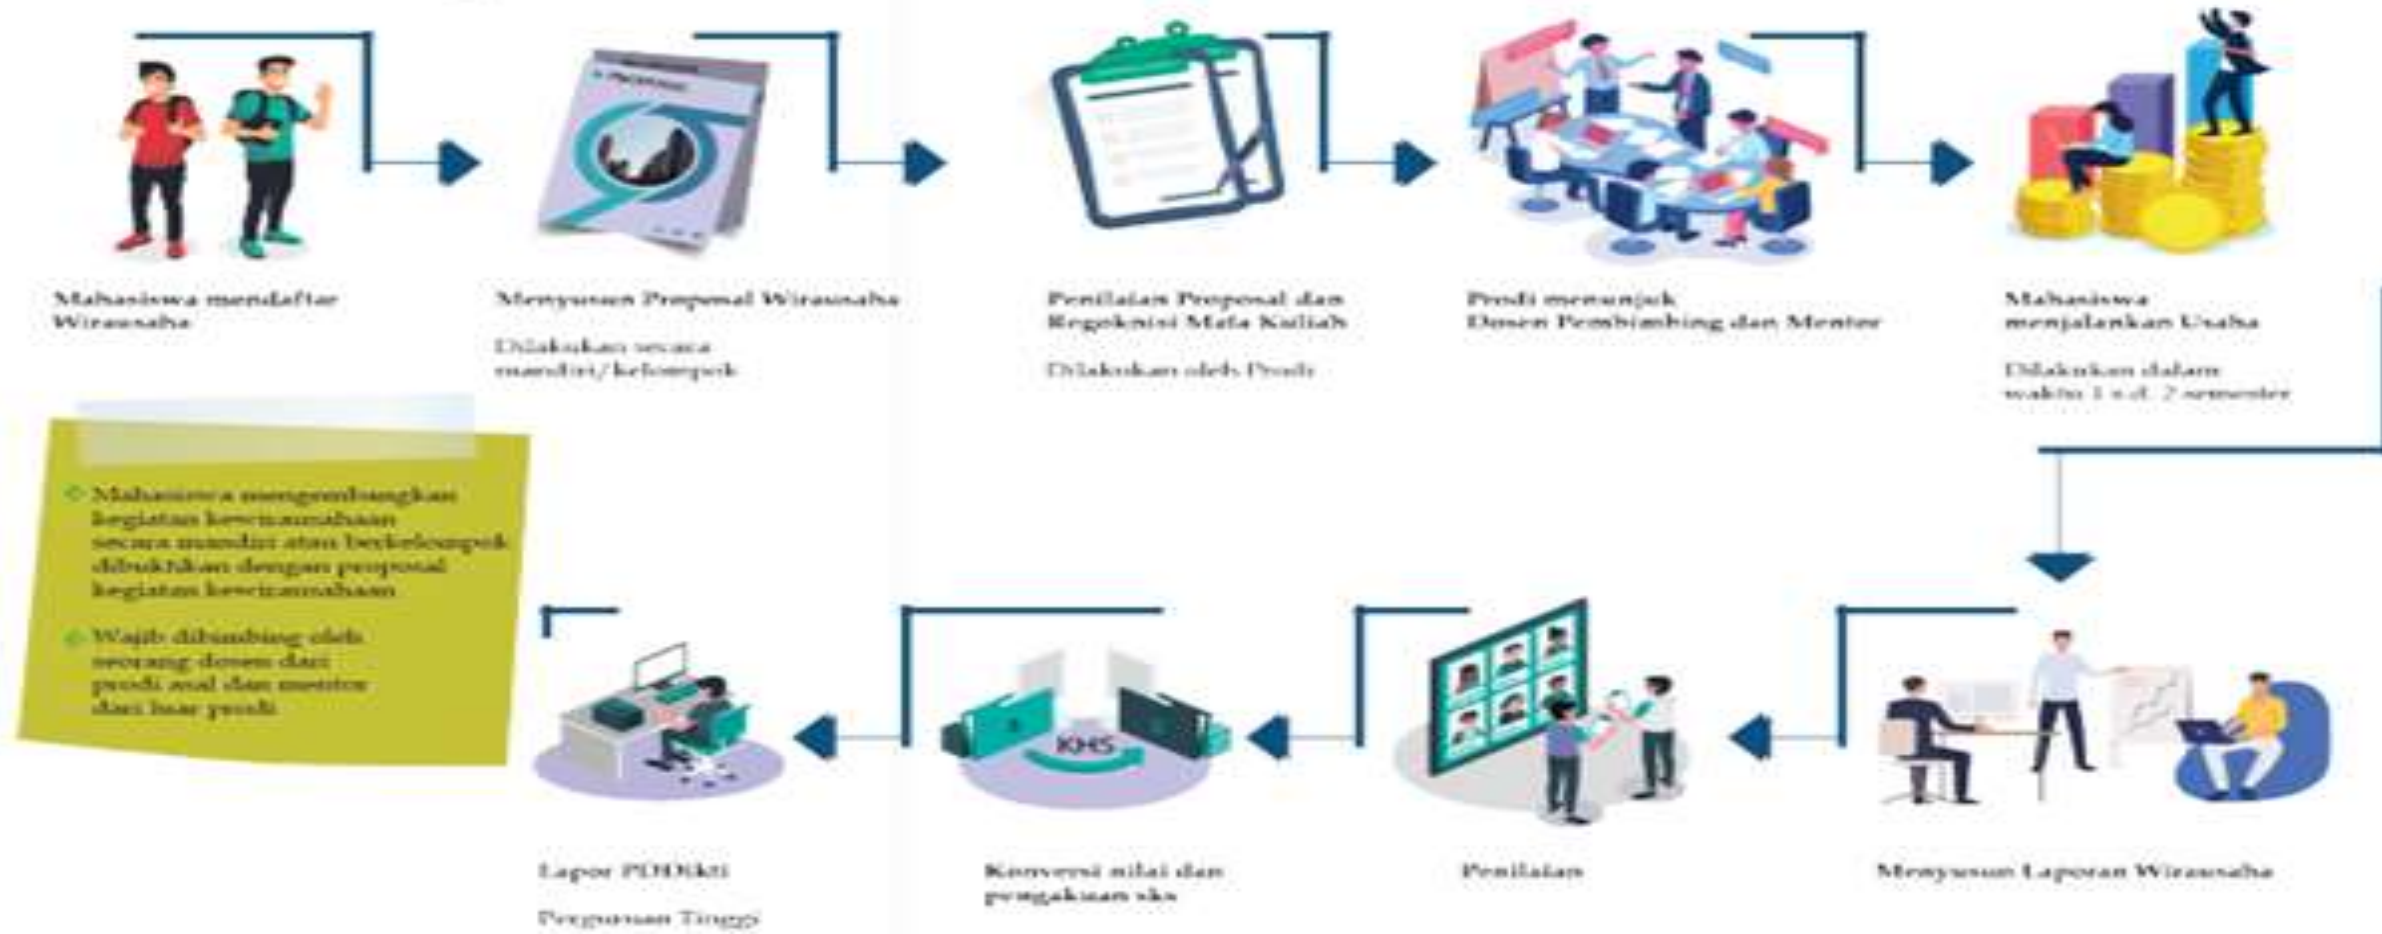 Mahasiswa mendaftar
Wirausaha
Menyusun Proposal Wirausaha
Dilakukan secara
mandiri/kelompok
Penilaian Proposal dan
Regoknisi Mata Kuliah
Dilakukan oleh Prodi
Prodi menunjuk
Dosen Pembimbing dan Mentor
Mahasiswa
menjalankan Usaha
Dilakukan dalam
waktu 1 s.d. 2 semester
Mahasiswa mengembangkan
kegiatan kewirausahaan
secara mandiri atau berkelompok
dibuktikan dengan proposal
kegiatan kewirausahaan
Wajib dibimbing oleh
seorang dosen dari
prodi asal dan mentor
dari luar prodi
KHS
Lapor PDDikti
Perguruan Tinggi
Konversi nilai dan
pengakuan sks
Penilaian
Menyusun Laporan Wirausaha